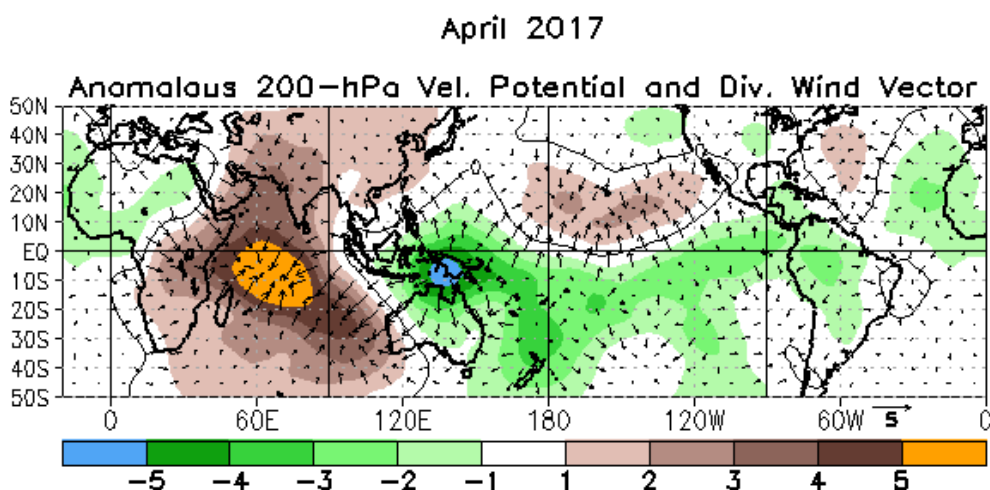 April 2017
Anomalous 200-hPa Vel. Potential and Div. Wind Vector
50N
40N
30N
20N
10N
EQ
10S
20S
30S
40S
50S
0 60E 120E 180 120W 60W 5 0
-5 -4 -3 -2 -1 1 2 3 4 5